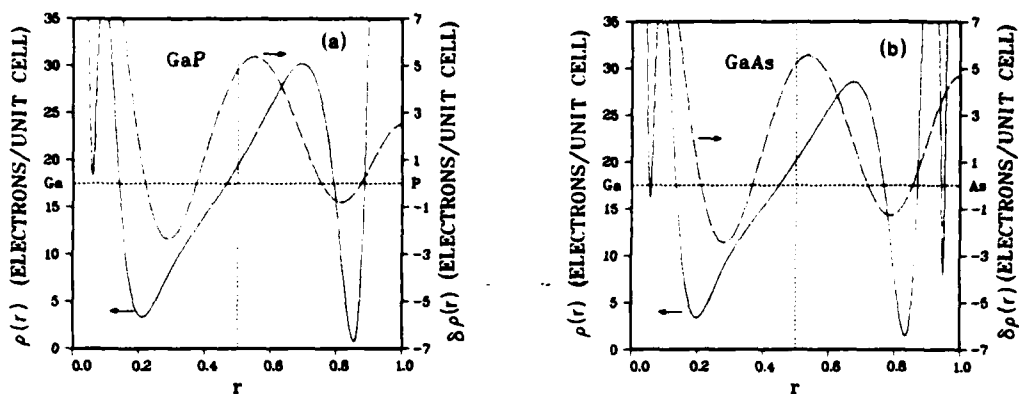 ρ(r) (ELECTRONS/UNIT CELL)
35
30
25
20
15
10
5
0
Ga
GaP
(a)
P
7
5
3
1
-1
-3
-5
-7
δρ(r) (ELECTRONS/UNIT CELL)
0.0 0.2 0.4 0.6 0.8 1.0
r
ρ(r) (ELECTRONS/UNIT CELL)
35
30
25
20
15
10
5
0
Ga
GaAs
(b)
As
7
5
3
1
-1
-3
-5
-7
δρ(r) (ELECTRONS/UNIT CELL)
0.0 0.2 0.4 0.6 0.8 1.0
r